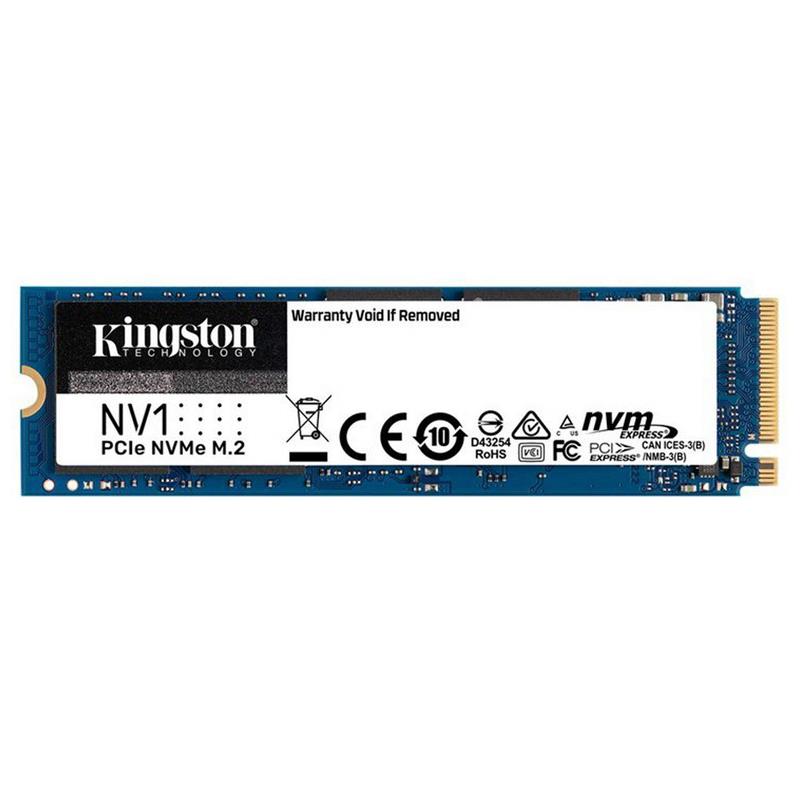 Kingston®
TECHNOLOGY
Warranty Void If Removed
NV1
PCIe NVMe M.2
CE
10
D43254
RoHS
VCI
c us
FC
nvm
EXPRESS
PCI
EXPRESS®
CAN ICES-3(B)
/NMB-3(B)